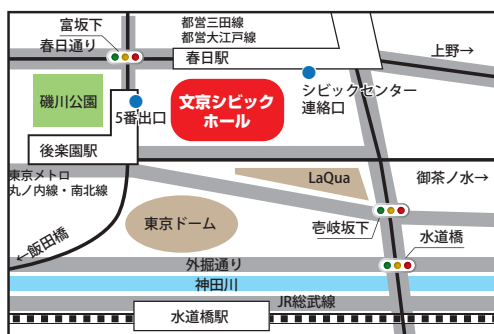 富坂下
都営三田線
都営大江戸線
春日通り
春日駅
上野→
礒川公園
文京シビック
ホール
シビックセンター
連絡口
5番出口
後楽園駅
東京メトロ
丸ノ内線・南北線
LaQua
御茶ノ水→
東京ドーム
壱岐坂下
水道橋
←飯田橋
外掘通り
神田川
JR総武線
水道橋駅